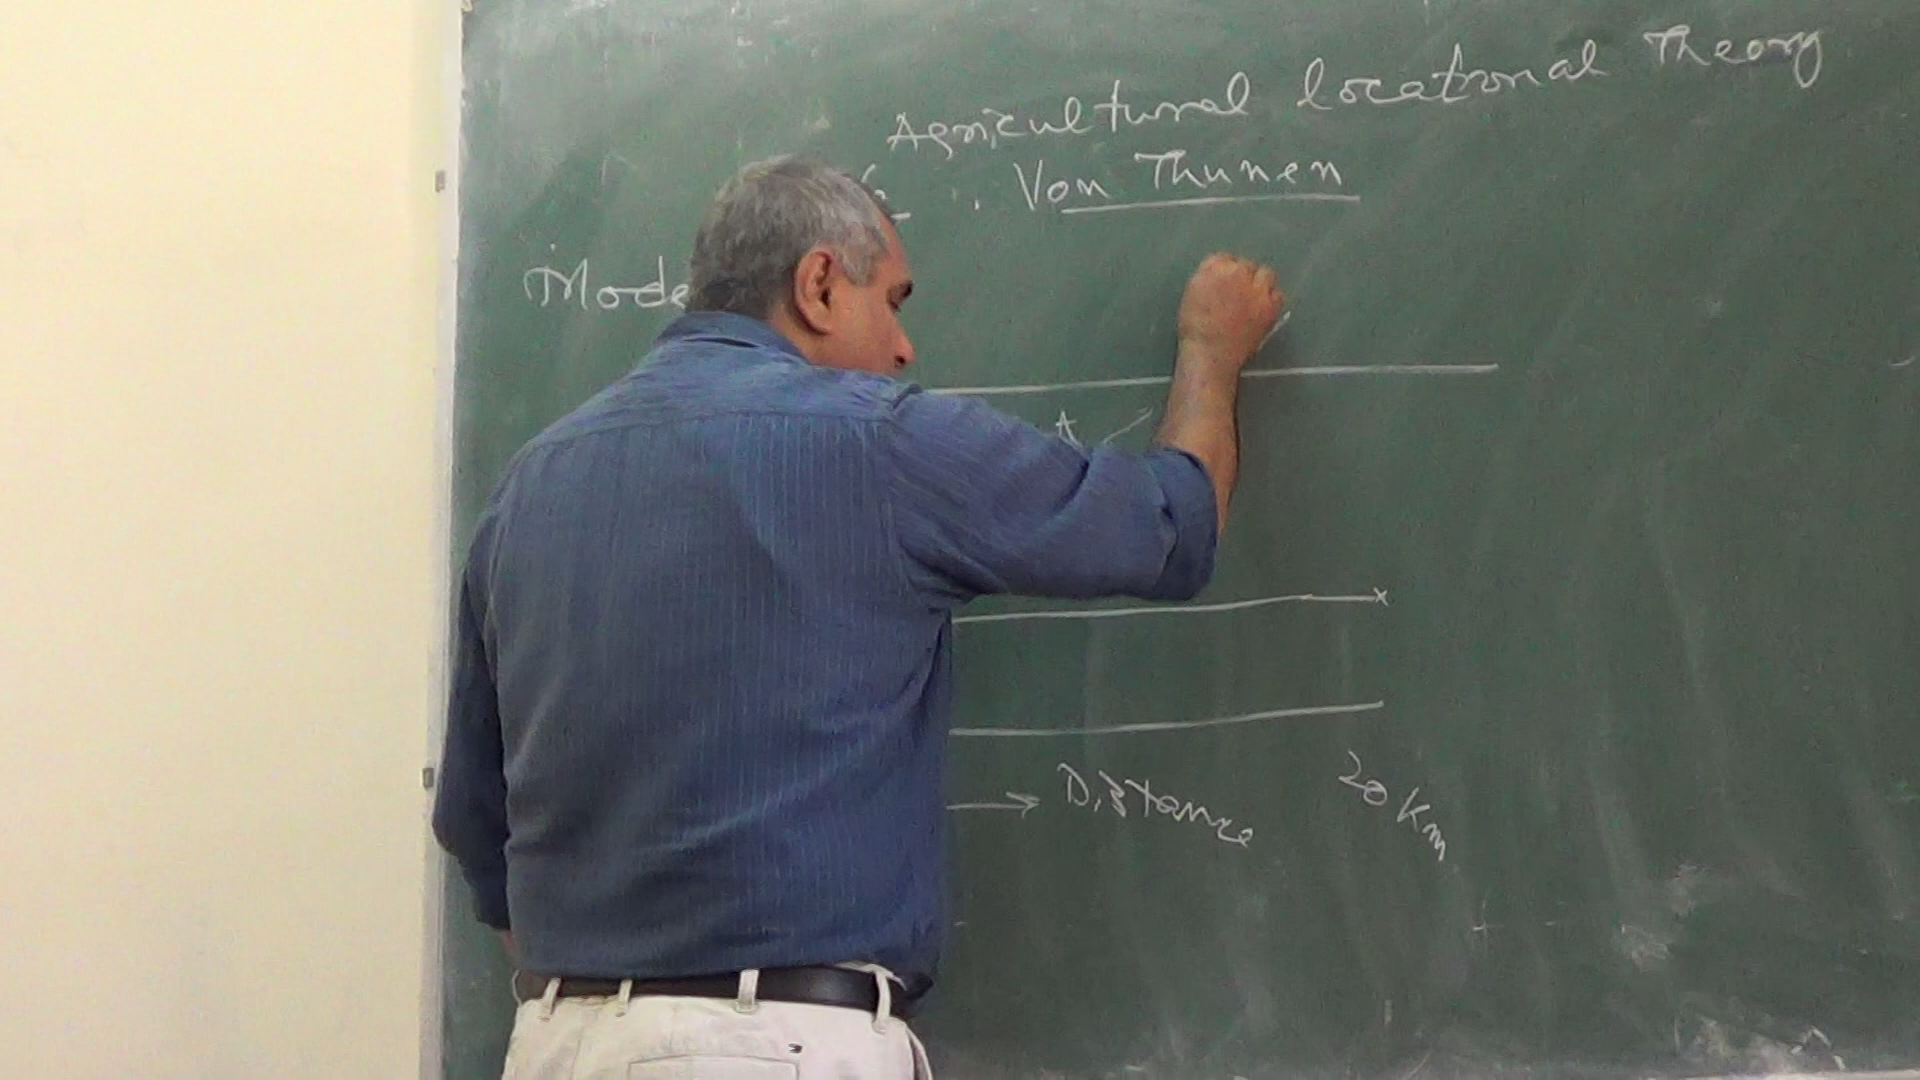 Agricultural locational Theory
Von Thunen
Mode
A
Distance
20 Km